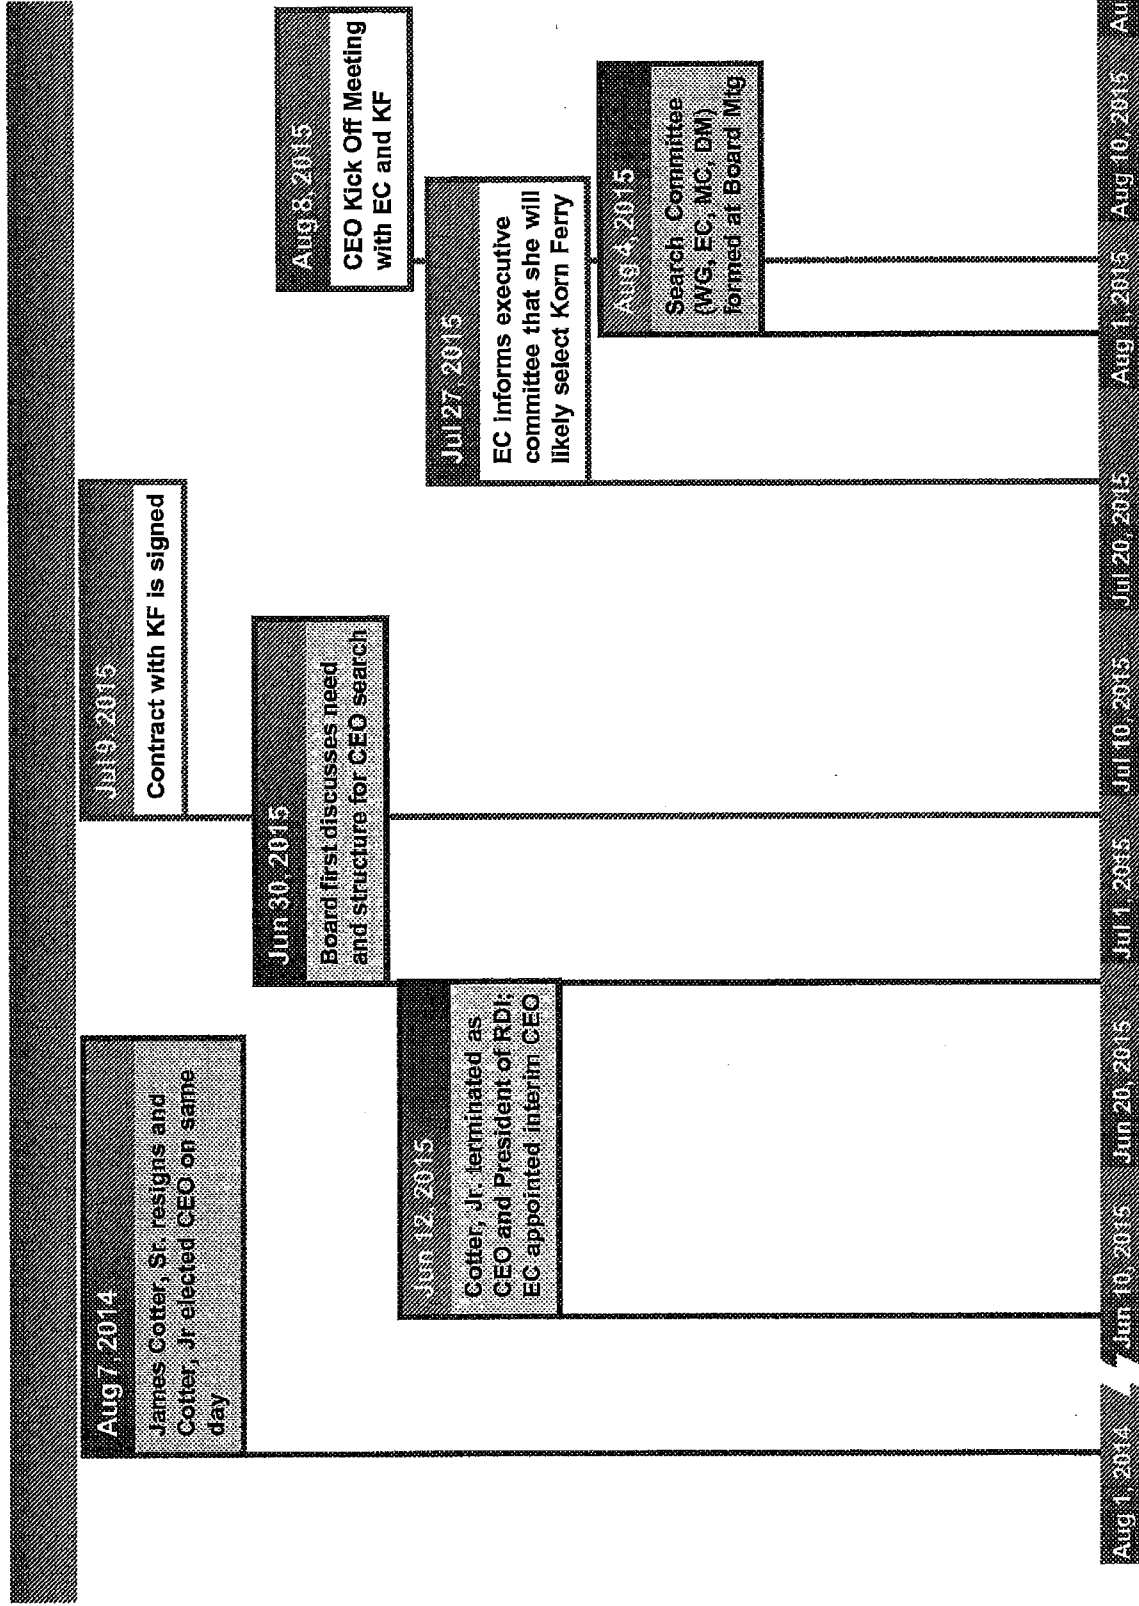 Aug 7, 2014
James Cotter, Sr. resigns and
Cotter, Jr elected CEO on same
day
Jun 12, 2015
Cotter, Jr. terminated as
CEO and President of RDI;
EC appointed interim CEO
Jun 30, 2015
Board first discusses need
and structure for CEO search
Jul 9, 2015
Contract with KF is signed
Jul 27, 2015
EC informs executive
committee that she will
likely select Korn Ferry
Aug 4, 2015
Search Committee
(WG, EC, MC, DM)
formed at Board Mtg
Aug 8, 2015
CEO Kick Off Meeting
with EC and KF
Aug 1, 2014
Jun 10, 2015
Jun 20, 2015
Jul 1, 2015
Jul 10, 2015
Jul 20, 2015
Aug 1, 2015
Aug 10, 2015
Au